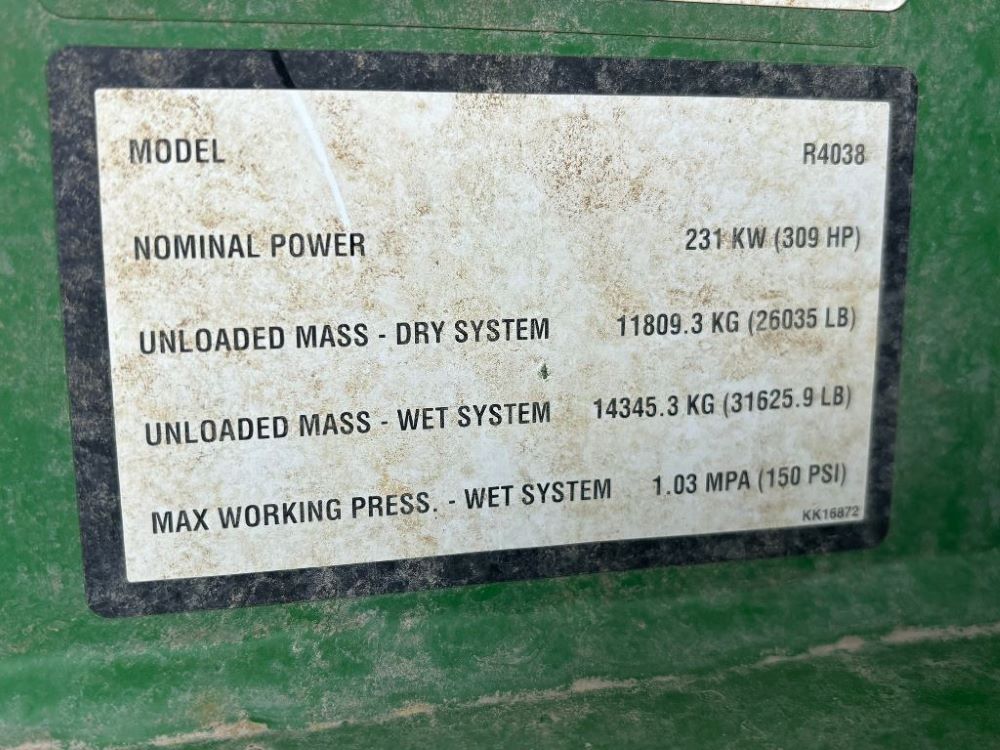 MODEL R4038
NOMINAL POWER 231 KW (309 HP)
UNLOADED MASS - DRY SYSTEM 11809.3 KG (26035 LB)
UNLOADED MASS - WET SYSTEM 14345.3 KG (31625.9 LB)
MAX WORKING PRESS. - WET SYSTEM 1.03 MPA (150 PSI)
KK16872